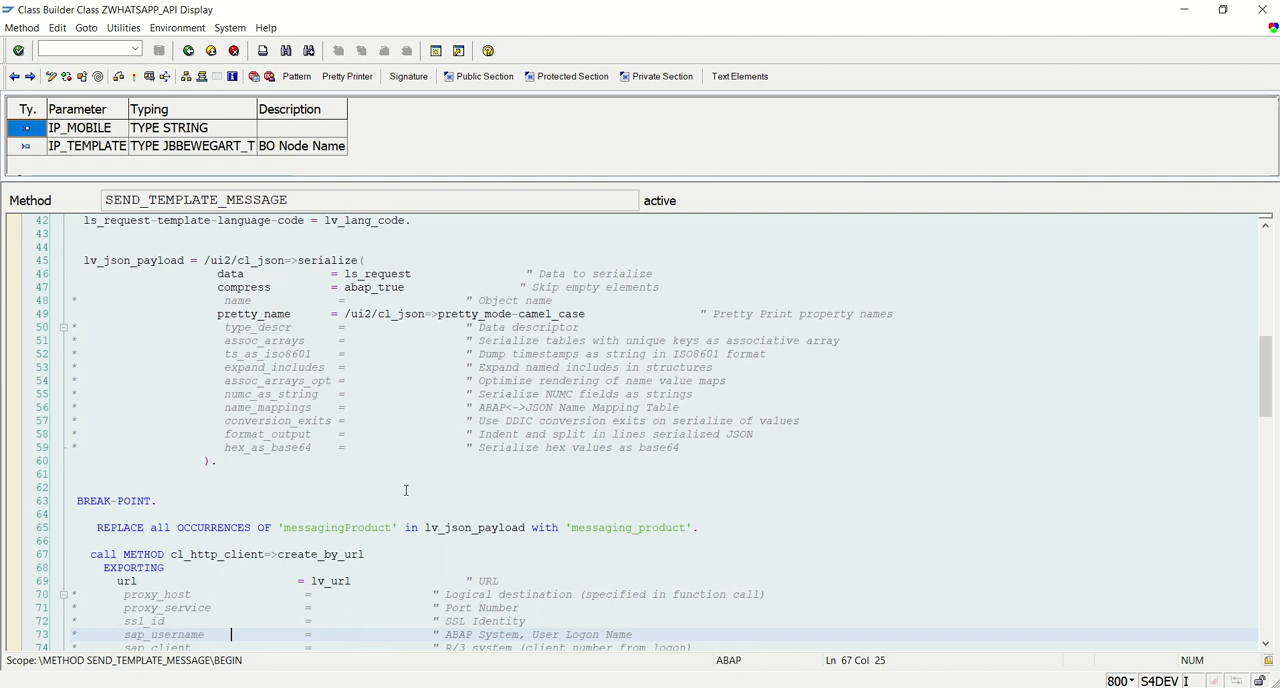 Class Builder Class ZWHATSAPP_API Display
Method Edit Goto Utilities Environment System Help
Pattern Pretty Printer Signature Public Section Protected Section Private Section Text Elements
Ty. Parameter Typing Description
IP_MOBILE TYPE STRING
IP_TEMPLATE TYPE JBBEWEGART_T BO Node Name
Method SEND_TEMPLATE_MESSAGE active
42 ls_request-template-language-code = lv_lang_code.
43
44
45 lv_json_payload = /ui2/cl_json=>serialize(
46 data = ls_request " Data to serialize
47 compress = abap_true " Skip empty elements
48 * name = " Object name
49 pretty_name = /ui2/cl_json=>pretty_mode-camel_case " Pretty Print property names
50 * type_descr = " Data descriptor
51 * assoc_arrays = " Serialize tables with unique keys as associative array
52 * ts_as_iso8601 = " Dump timestamps as string in ISO8601 format
53 * expand_includes = " Expand named includes in structures
54 * assoc_arrays_opt = " Optimize rendering of name value maps
55 * numc_as_string = " Serialize NUMC fields as strings
56 * name_mappings = " ABAP<->JSON Name Mapping Table
57 * conversion_exits = " Use DDIC conversion exits on serialize of values
58 * format_output = " Indent and split in lines serialized JSON
59 * hex_as_base64 = " Serialize hex values as base64
60 ).
61
62
63 BREAK-POINT.
64
65 REPLACE all OCCURRENCES OF 'messagingProduct' in lv_json_payload with 'messaging_product'.
66
67 call METHOD cl_http_client=>create_by_url
68 EXPORTING
69 url = lv_url " URL
70 * proxy_host = " Logical destination (specified in function call)
71 * proxy_service = " Port Number
72 * ssl_id = " SSL Identity
73 * sap_username = " ABAP System, User Logon Name
74 * sap_client = " R/3 system (client number from logon)
Scope: \METHOD SEND_TEMPLATE_MESSAGE\BEGIN ABAP Ln 67 Col 25 NUM
800 S4DEV I